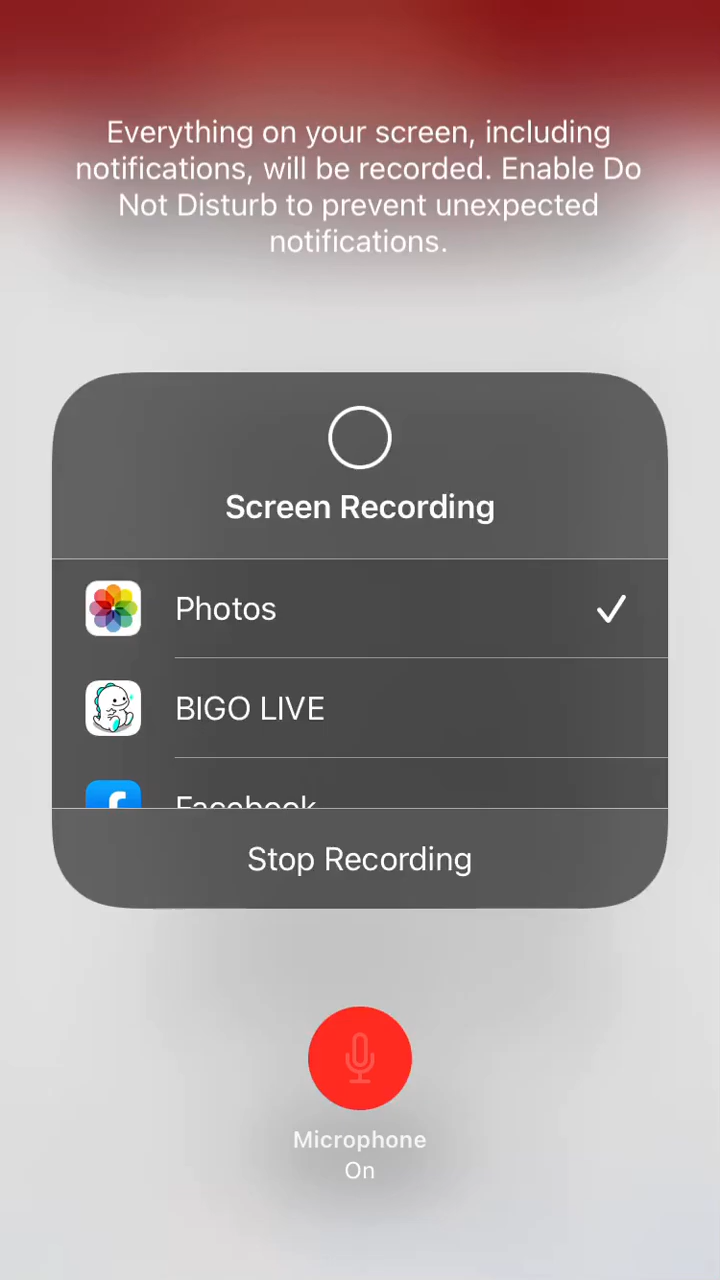 Everything on your screen, including
notifications, will be recorded. Enable Do
Not Disturb to prevent unexpected
notifications.
Screen Recording
Photos
BIGO LIVE
Facebook
Stop Recording
Microphone
On